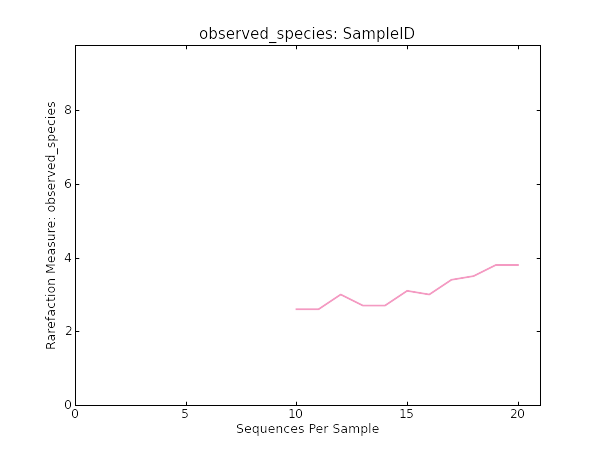 observed_species: SampleID
Rarefaction Measure: observed_species
8
6
4
2
0
0 5 10 15 20
Sequences Per Sample